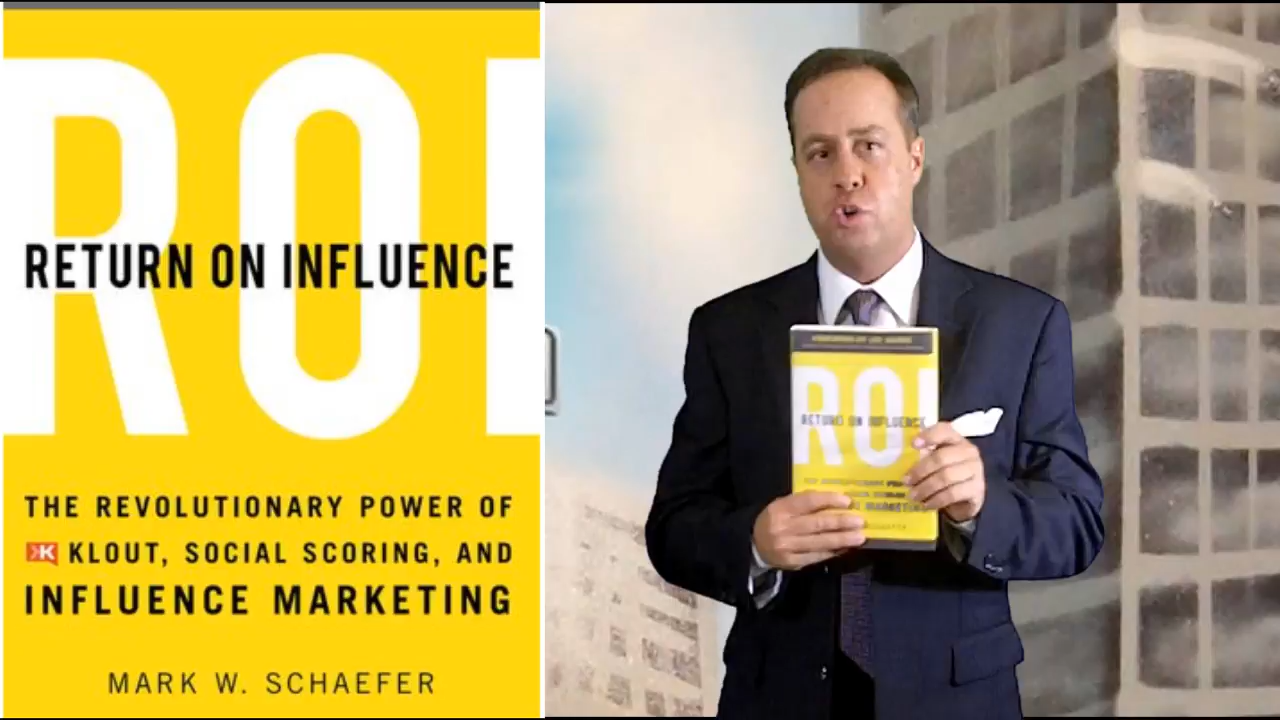 ROI
RETURN ON INFLUENCE
THE REVOLUTIONARY POWER OF
KLOUT, SOCIAL SCORING, AND
INFLUENCE MARKETING
MARK W. SCHAEFER
ROI
RETURN ON INFLUENCE